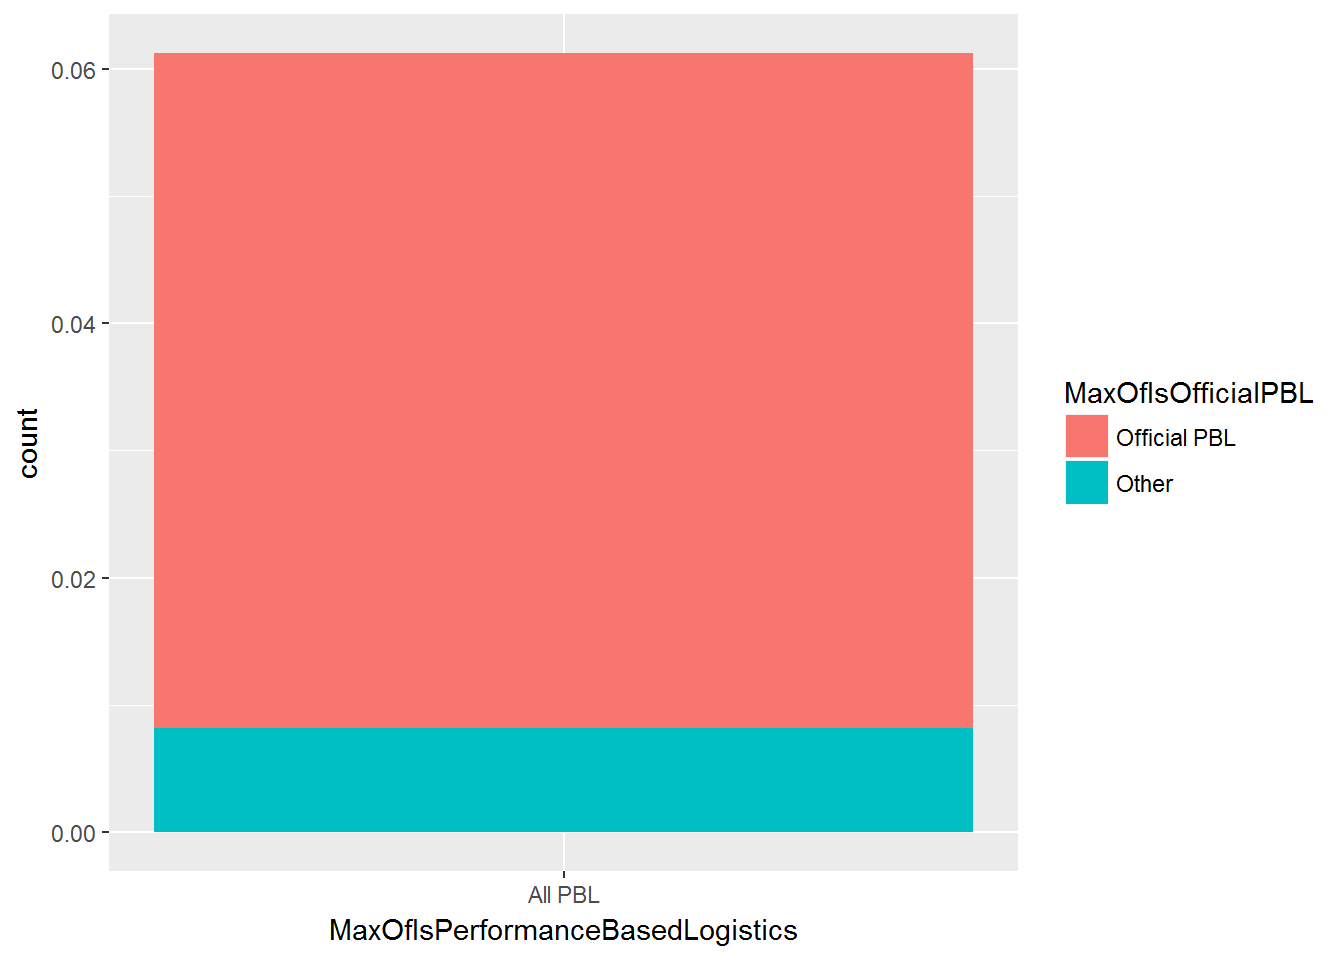 0.06
0.04
0.02
0.00
count
All PBL
MaxOfIsPerformanceBasedLogistics
MaxOfIsOfficialPBL
Official PBL
Other